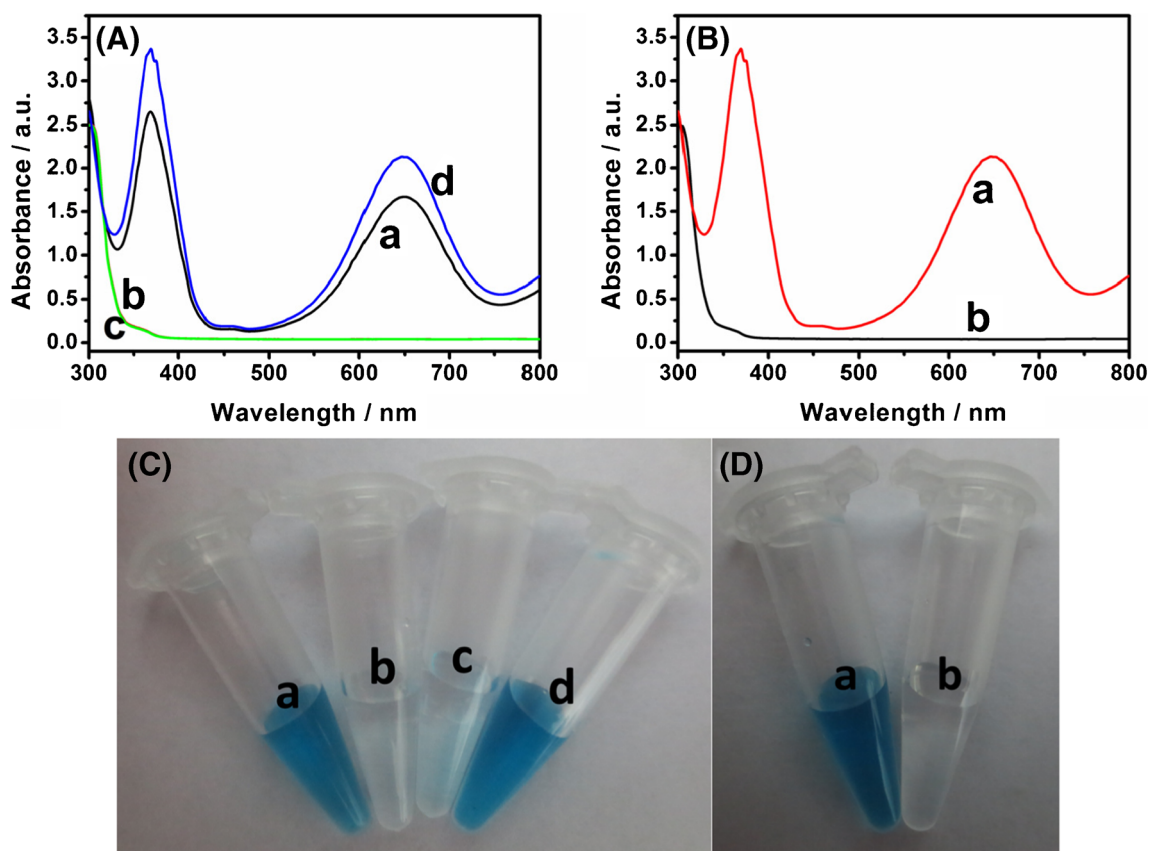 (A)
3.5
3.0
2.5
2.0
1.5
1.0
0.5
0.0
Absorbance / a.u.
d
a
b
c
300 400 500 600 700 800
Wavelength / nm
(B)
3.5
3.0
2.5
2.0
1.5
1.0
0.5
0.0
Absorbance / a.u.
a
b
300 400 500 600 700 800
Wavelength / nm
(C)
a b c d
(D)
a b